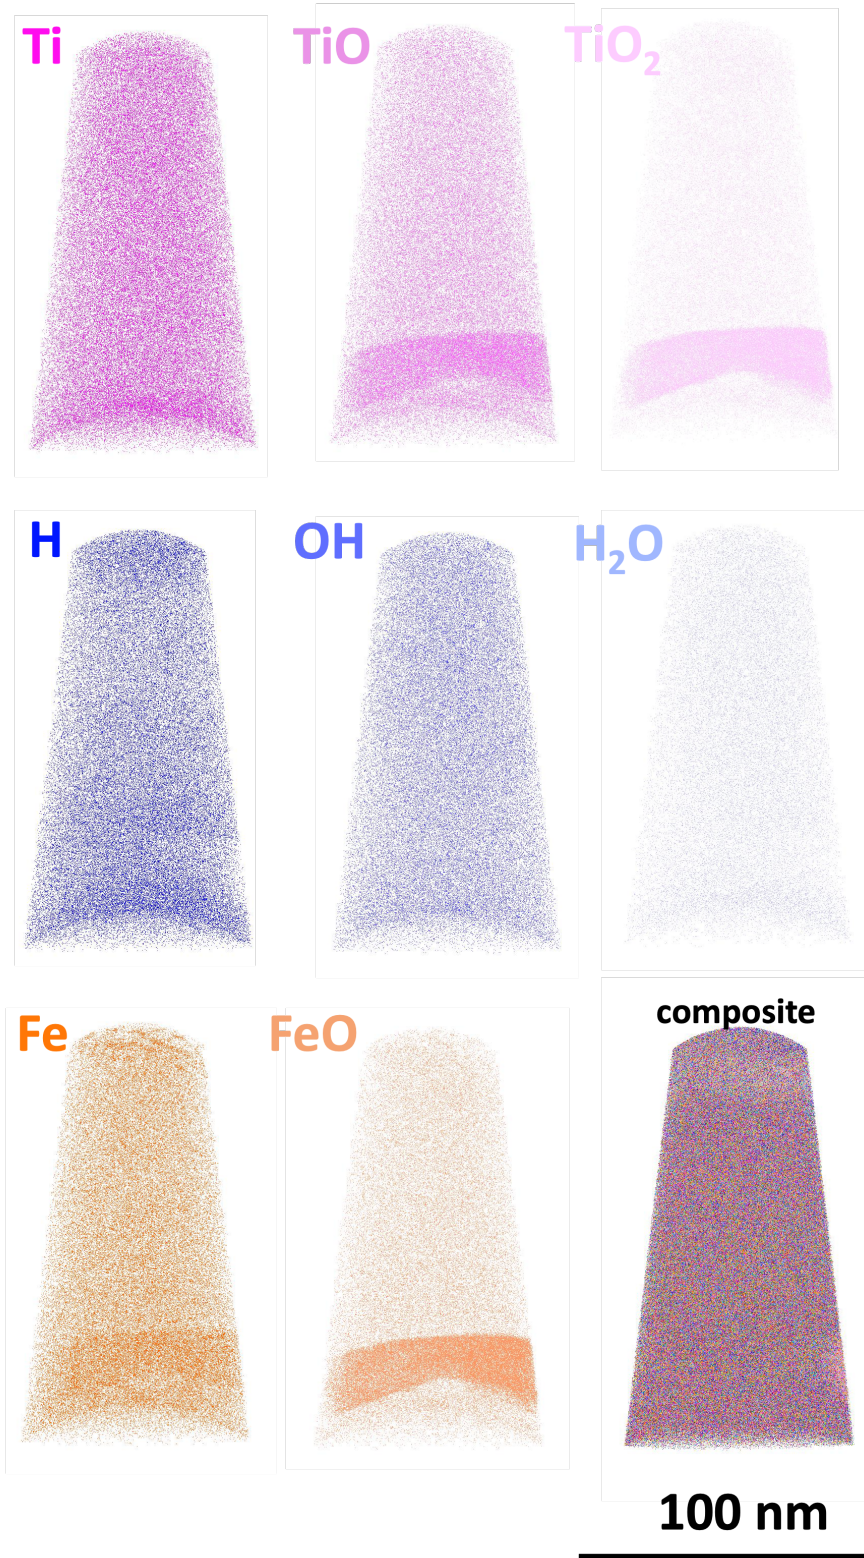 Ti
TiO
TiO₂
H
OH
H₂O
Fe
FeO
composite
100 nm